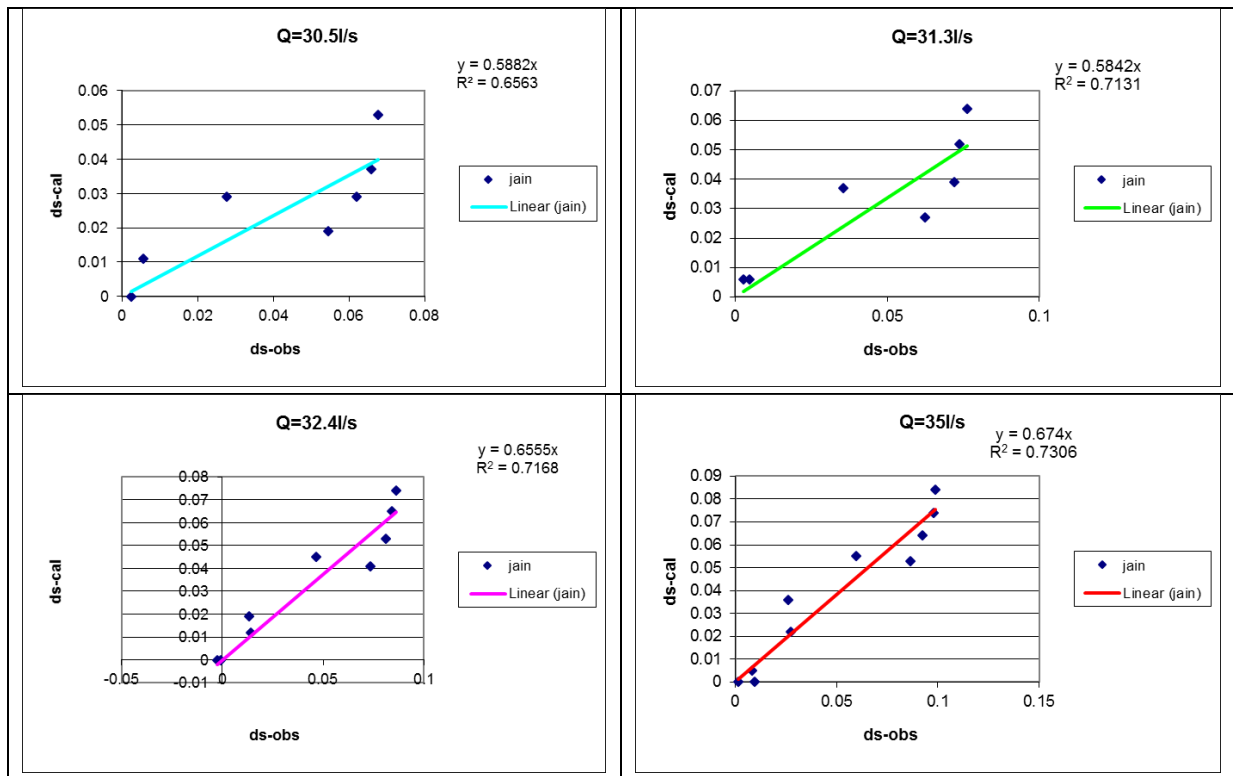 Q=30.5l/s
y = 0.5882x
R² = 0.6563
0.06
0.05
0.04
0.03
0.02
0.01
0
0
0.02
0.04
0.06
0.08
ds-cal
ds-obs
jain
Linear (jain)
Q=31.3l/s
y = 0.5842x
R² = 0.7131
0.07
0.06
0.05
0.04
0.03
0.02
0.01
0
0
0.05
0.1
ds-cal
ds-obs
jain
Linear (jain)
Q=32.4l/s
y = 0.6555x
R² = 0.7168
0.08
0.07
0.06
0.05
0.04
0.03
0.02
0.01
0
-0.01
-0.05
0
0.05
0.1
ds-cal
ds-obs
jain
Linear (jain)
Q=35l/s
y = 0.674x
R² = 0.7306
0.09
0.08
0.07
0.06
0.05
0.04
0.03
0.02
0.01
0
0
0.05
0.1
0.15
ds-cal
ds-obs
jain
Linear (jain)